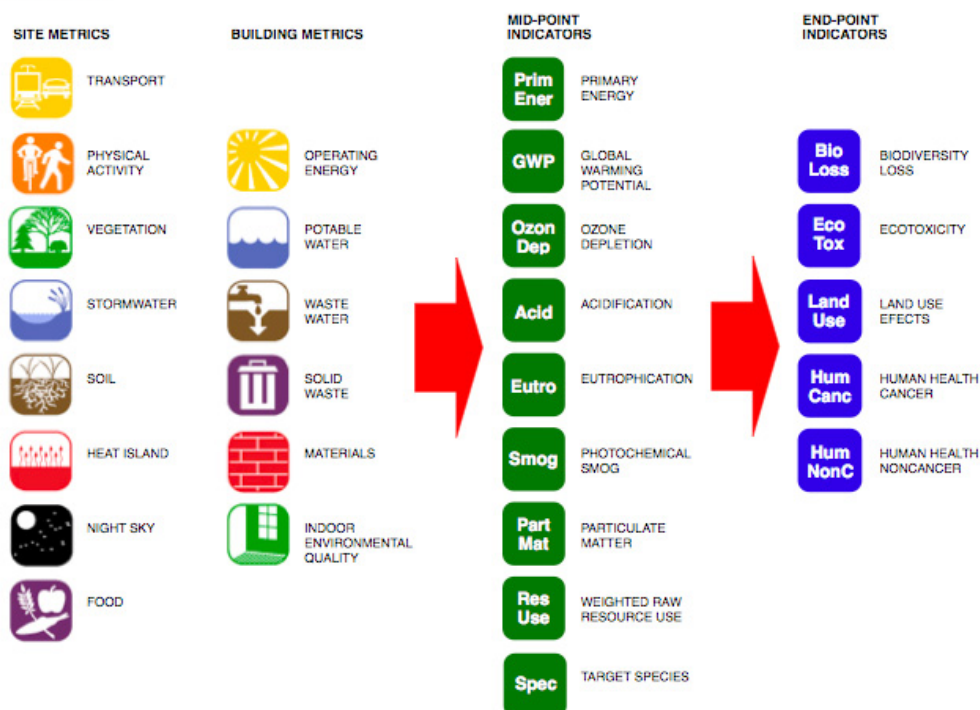 SITE METRICS
TRANSPORT
PHYSICAL
ACTIVITY
VEGETATION
STORMWATER
SOIL
HEAT ISLAND
NIGHT SKY
FOOD
BUILDING METRICS
OPERATING
ENERGY
POTABLE
WATER
WASTE
WATER
SOLID
WASTE
MATERIALS
INDOOR
ENVIRONMENTAL
QUALITY
MID-POINT
INDICATORS
Prim
Ener
PRIMARY
ENERGY
GWP
GLOBAL
WARMING
POTENTIAL
Ozon
Dep
OZONE
DEPLETION
Acid
ACIDIFICATION
Eutro
EUTROPHICATION
Smog
PHOTOCHEMICAL
SMOG
Part
Mat
PARTICULATE
MATTER
Res
Use
WEIGHTED RAW
RESOURCE USE
Spec
TARGET SPECIES
END-POINT
INDICATORS
Bio
Loss
BIODIVERSITY
LOSS
Eco
Tox
ECOTOXICITY
Land
Use
LAND USE
EFECTS
Hum
Canc
HUMAN HEALTH
CANCER
Hum
NonC
HUMAN HEALTH
NONCANCER